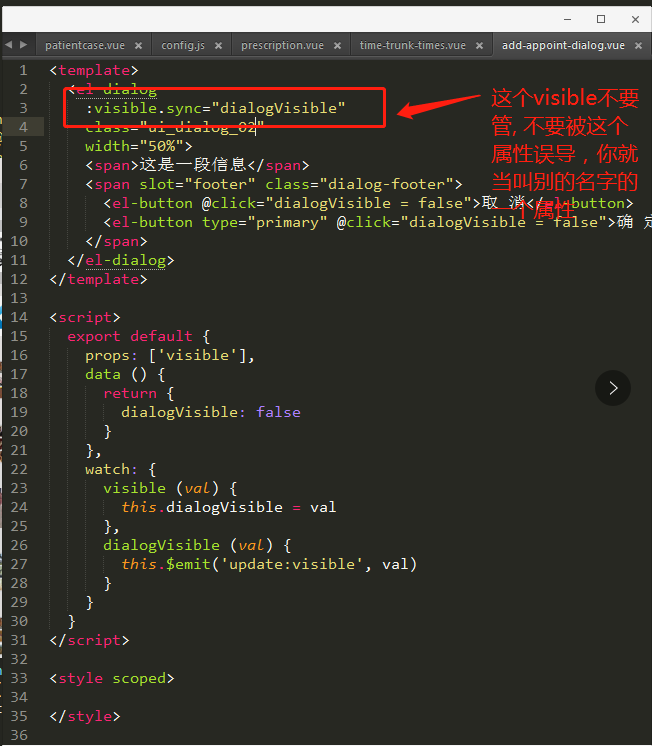 patientcase.vue × config.js × prescription.vue × time-trunk-times.vue × add-appoint-dialog.vue ×
1 <template>
2 <el-dialog
3 :visible.sync="dialogVisible"
4 class="ui_dialog_02"
5 width="50%">
6 <span>这是一段信息</span>
7 <span slot="footer" class="dialog-footer">
8 <el-button @click="dialogVisible = false">取 消</el-button>
9 <el-button type="primary" @click="dialogVisible = false">确 定
10 </span>
11 </el-dialog>
12 </template>
13
14 <script>
15 export default {
16 props: ['visible'],
17 data () {
18 return {
19 dialogVisible: false
20 }
21 },
22 watch: {
23 visible (val) {
24 this.dialogVisible = val
25 },
26 dialogVisible (val) {
27 this.$emit('update:visible', val)
28 }
29 }
30 }
31 </script>
32
33 <style scoped>
34
35 </style>
36
这个visible不要
管, 不要被这个
属性误导，你就
当叫别的名字的
一个属性